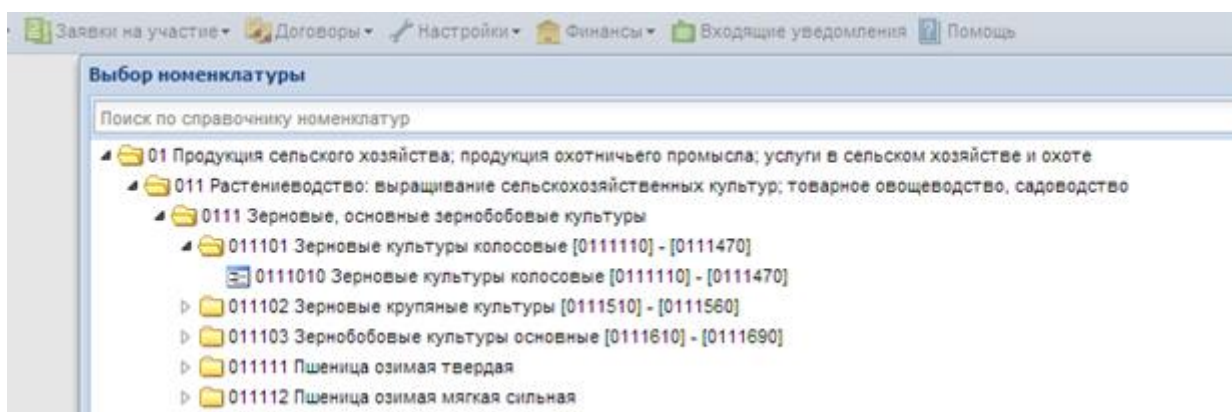 Заявки на участие Договоры Настройки Финансы Входящие уведомления Помощь
Выбор номенклатуры
Поиск по справочнику номенклатур
01 Продукция сельского хозяйства; продукция охотничьего промысла; услуги в сельском хозяйстве и охоте
011 Растениеводство: выращивание сельскохозяйственных культур; товарное овощеводство, садоводство
0111 Зерновые, основные зернобобовые культуры
011101 Зерновые культуры колосовые [0111110] - [0111470]
0111010 Зерновые культуры колосовые [0111110] - [0111470]
011102 Зерновые крупяные культуры [0111510] - [0111560]
011103 Зернобобовые культуры основные [0111610] - [0111690]
011111 Пшеница озимая твердая
011112 Пшеница озимая мягкая сильная